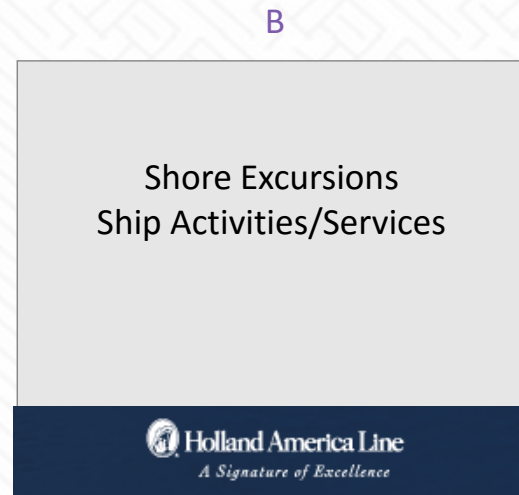 B
Shore Excursions
Ship Activities/Services
Holland America Line
A Signature of Excellence